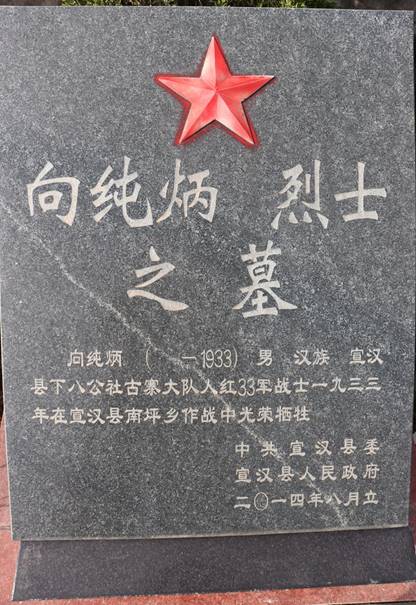 向纯炳 烈士
之 墓
向纯炳 ( —1933) 男 汉族 宣汉
县下八公社古寨大队人红33军战士一九三三
年在宣汉县南坪乡作战中光荣牺牲
中共宣汉县委
宣汉县人民政府
二〇一四年八月立